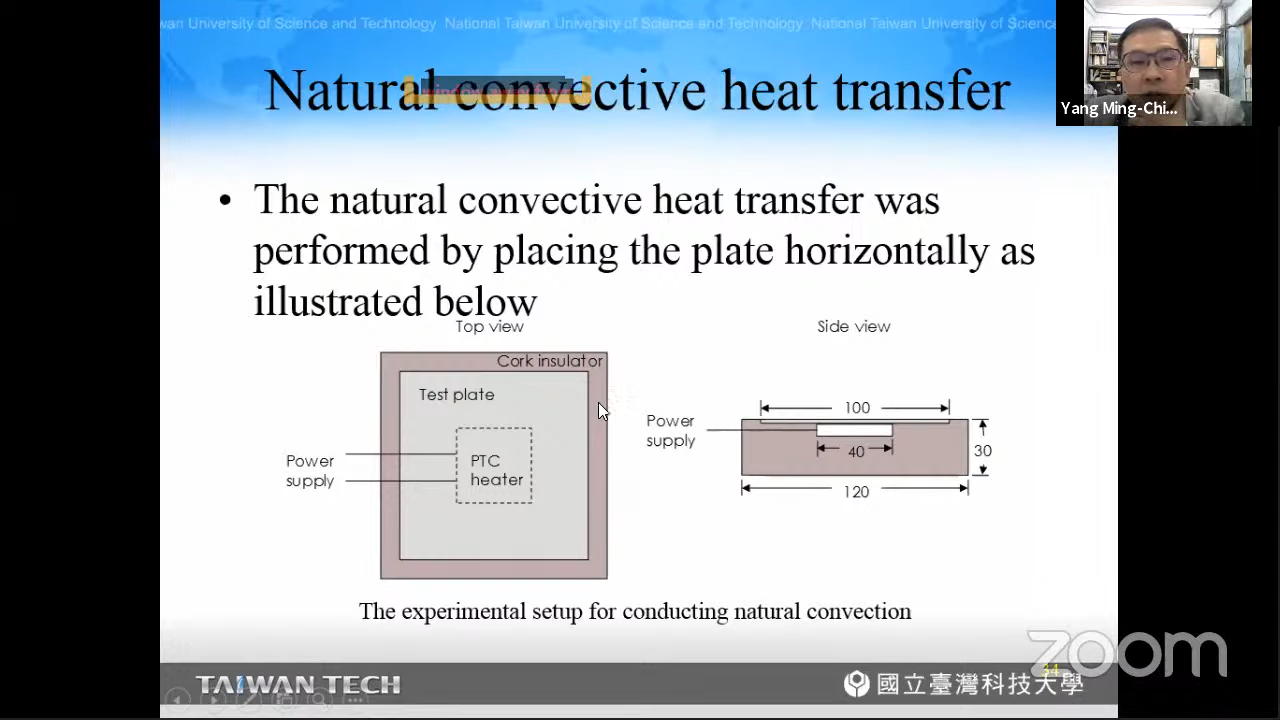 wan University of Science and Technology National Taiwan University of Science and Technology National Taiwan University of Science
Natural convective heat transfer
Yang Ming-Chi...
• The natural convective heat transfer was
performed by placing the plate horizontally as
illustrated below
Top view
Side view
Cork insulator
Test plate
PTC
heater
Power
supply
Power
supply
100
40
30
120
The experimental setup for conducting natural convection
zoom
34
TAIWAN TECH
國立臺灣科技大學